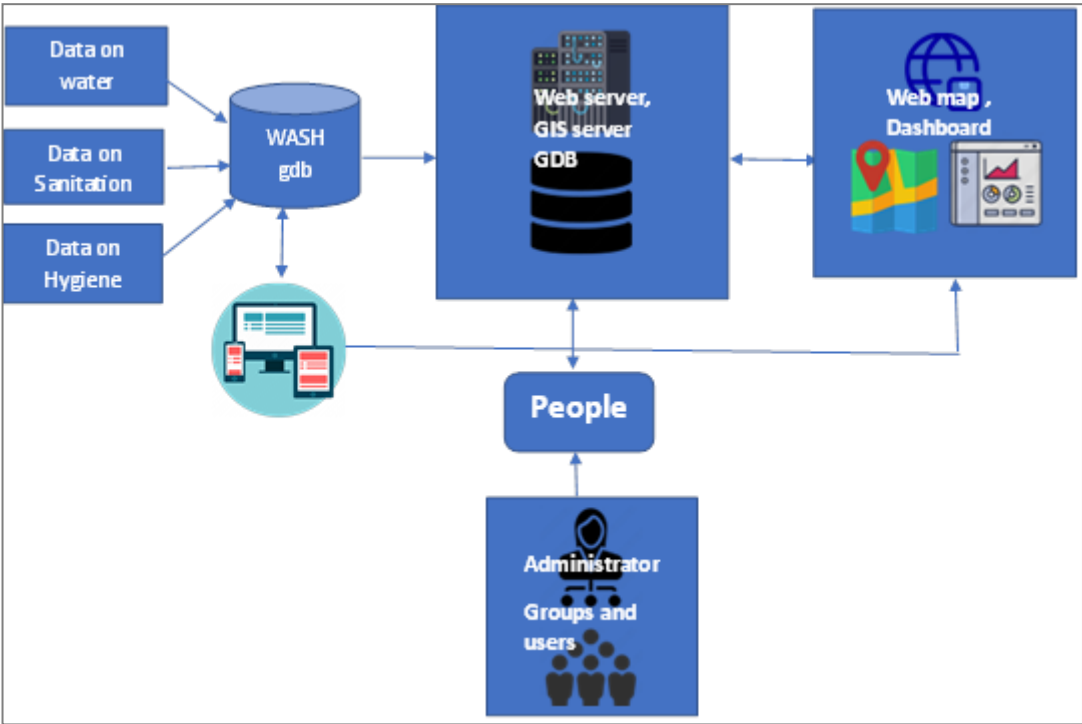 Data on
water
Data on
Sanitation
Data on
Hygiene
WASH
gdb
Web server,
GIS server
GDB
Web map ,
Dashboard
People
Administrator
Groups and
users